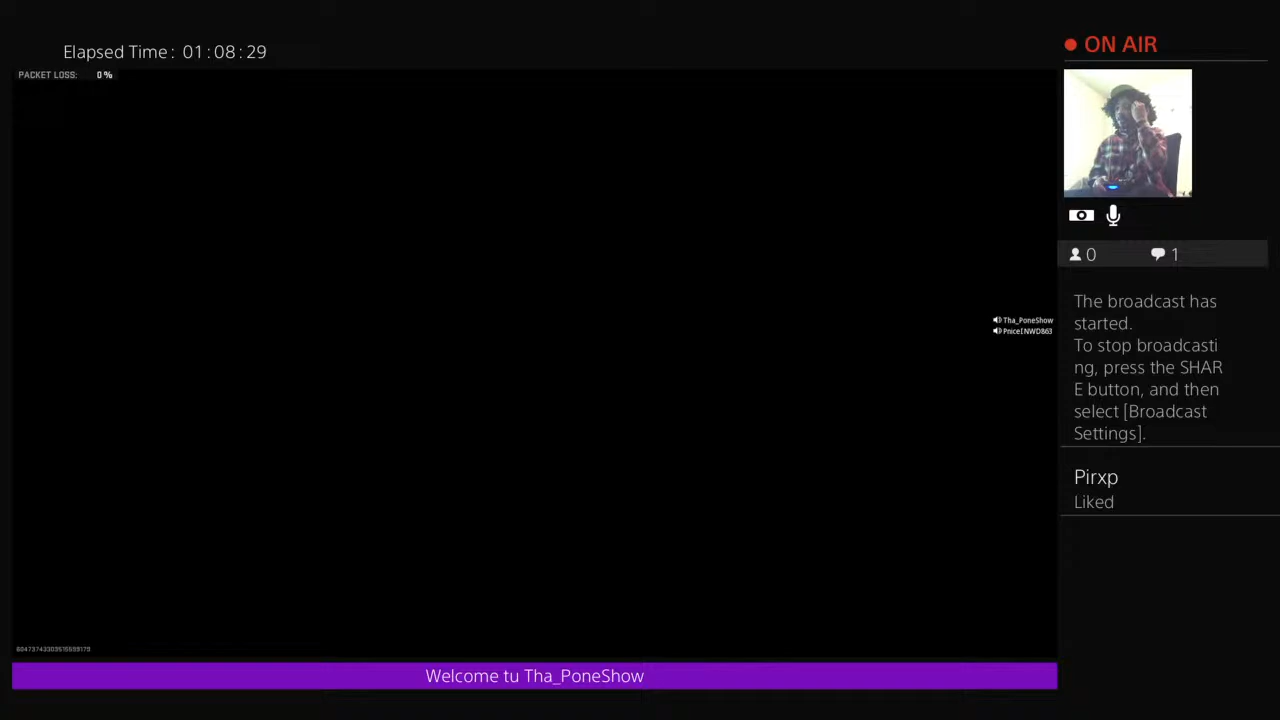 Elapsed Time: 01:08:29
ON AIR
PACKET LOSS: 0 %
0 1
The broadcast has
started.
To stop broadcasti
ng, press the SHAR
E button, and then
select [Broadcast
Settings].
Tha_PoneShow
Pirxp
Liked
Welcome tu Tha_PoneShow